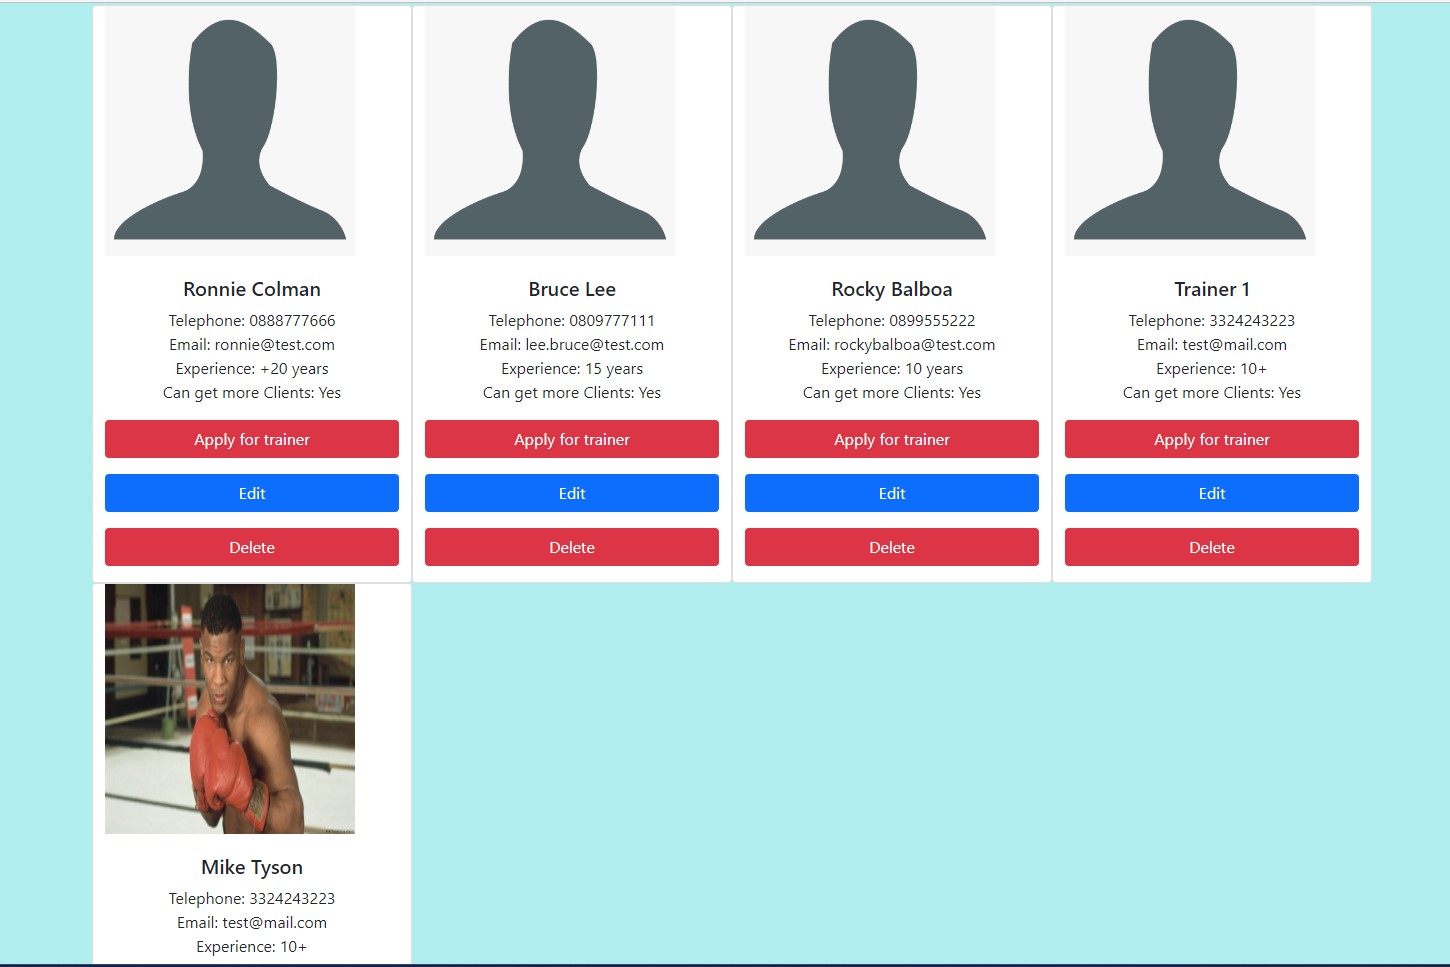 Ronnie Colman
Telephone: 0888777666
Email: ronnie@test.com
Experience: +20 years
Can get more Clients: Yes
Apply for trainer
Edit
Delete
Bruce Lee
Telephone: 0809777111
Email: lee.bruce@test.com
Experience: 15 years
Can get more Clients: Yes
Apply for trainer
Edit
Delete
Rocky Balboa
Telephone: 0899555222
Email: rockybalboa@test.com
Experience: 10 years
Can get more Clients: Yes
Apply for trainer
Edit
Delete
Trainer 1
Telephone: 3324243223
Email: test@mail.com
Experience: 10+
Can get more Clients: Yes
Apply for trainer
Edit
Delete
Mike Tyson
Telephone: 3324243223
Email: test@mail.com
Experience: 10+